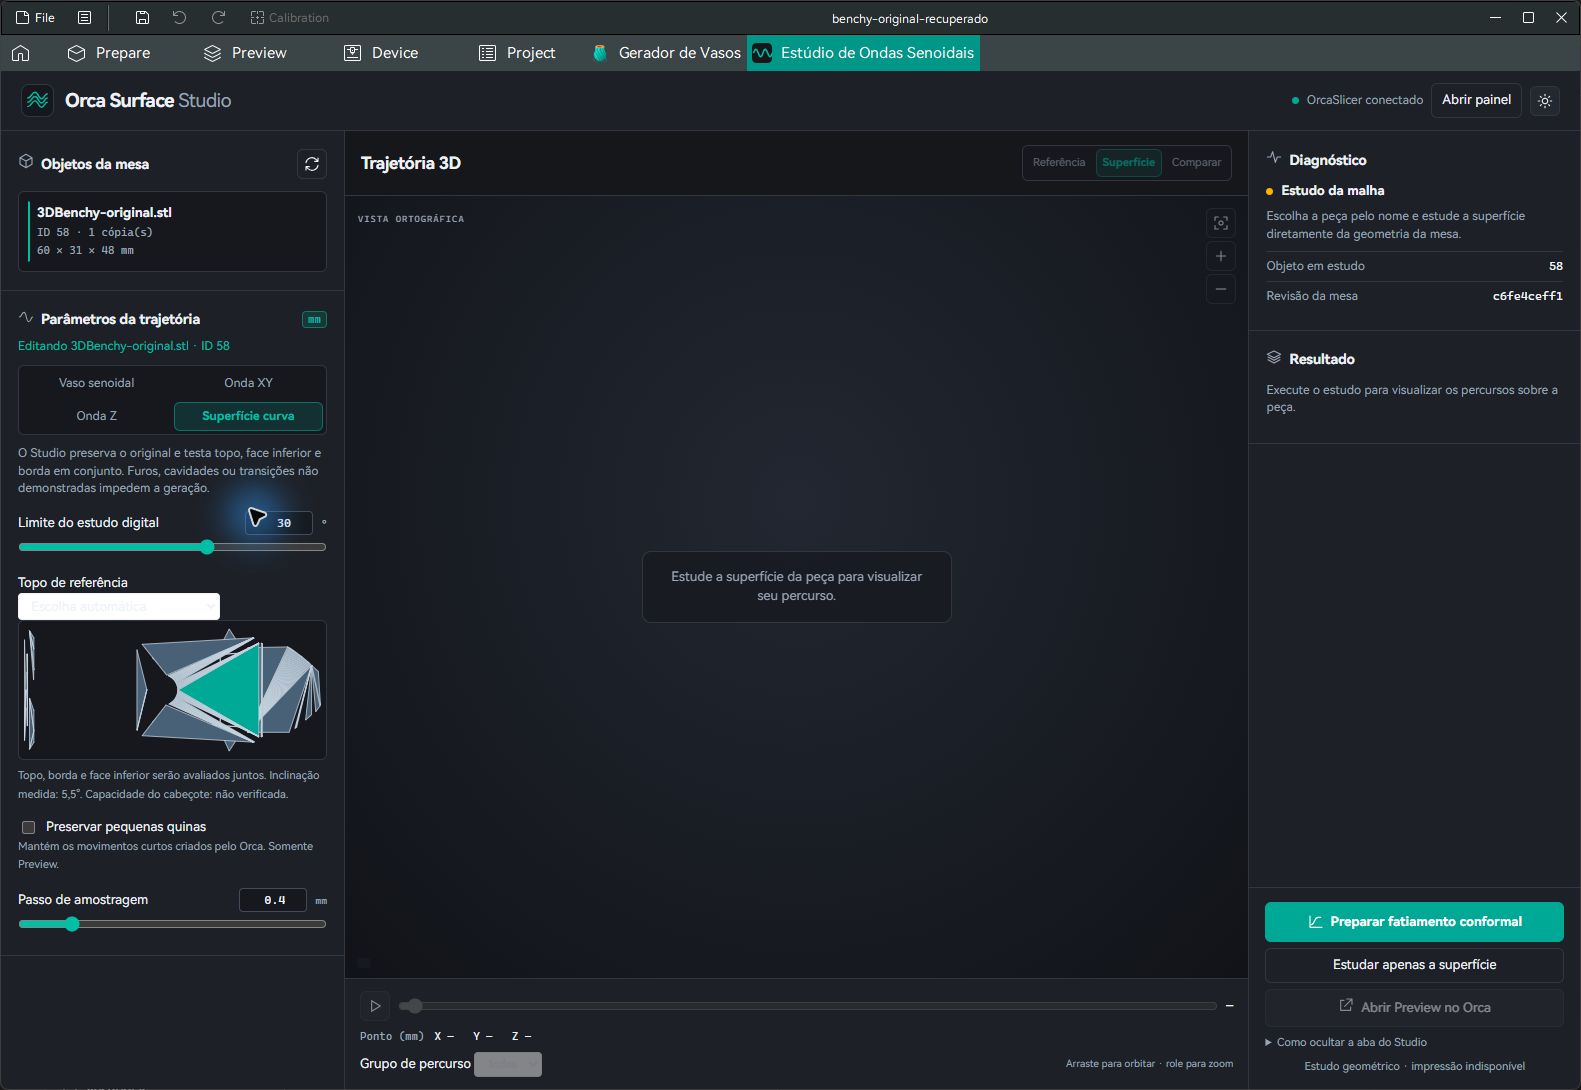 File
Calibration
benchy-original-recuperado
Prepare
Preview
Device
Project
Gerador de Vasos
Estúdio de Ondas Senoidais
Orca Surface Studio
OrcaSlicer conectado
Abrir painel
Objetos da mesa
3DBenchy-original.stl
ID 58 · 1 cópia(s)
60 × 31 × 48 mm
Parâmetros da trajetória
mm
Editando 3DBenchy-original.stl · ID 58
Vaso senoidal
Onda XY
Onda Z
Superfície curva
O Studio preserva o original e testa topo, face inferior e
borda em conjunto. Furos, cavidades ou transições não
demonstradas impedem a geração.
Limite do estudo digital
30 °
Topo de referência
Escolha automática
Topo, borda e face inferior serão avaliados juntos. Inclinação
medida: 5,5°. Capacidade do cabeçote: não verificada.
Preservar pequenas quinas
Mantém os movimentos curtos criados pelo Orca. Somente
Preview.
Passo de amostragem
0.4 mm
Trajetória 3D
Referência
Superfície
Comparar
VISTA ORTOGRÁFICA
Estude a superfície da peça para visualizar
seu percurso.
–
Ponto (mm) X – Y – Z –
Grupo de percurso
Arraste para orbitar · role para zoom
Diagnóstico
Estudo da malha
Escolha a peça pelo nome e estude a superfície
diretamente da geometria da mesa.
Objeto em estudo 58
Revisão da mesa c6fe4ceff1
Resultado
Execute o estudo para visualizar os percursos sobre a
peça.
Preparar fatiamento conformal
Estudar apenas a superfície
Abrir Preview no Orca
Como ocultar a aba do Studio
Estudo geométrico · impressão indisponível